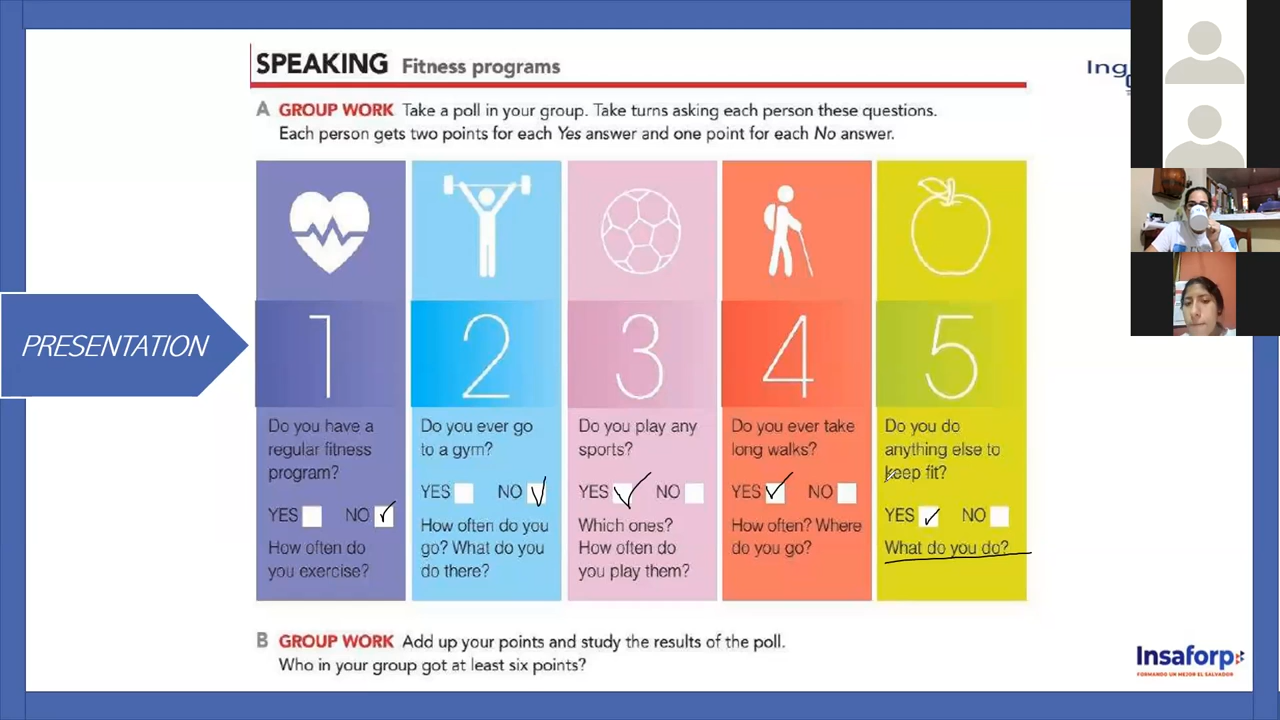 SPEAKING Fitness programs
Ing
A GROUP WORK Take a poll in your group. Take turns asking each person these questions.
Each person gets two points for each Yes answer and one point for each No answer.
PRESENTATION
1
Do you have a
regular fitness
program?
YES NO
How often do
you exercise?
2
Do you ever go
to a gym?
YES NO
How often do you
go? What do you
do there?
3
Do you play any
sports?
YES NO
Which ones?
How often do
you play them?
4
Do you ever take
long walks?
YES NO
How often? Where
do you go?
5
Do you do
anything else to
keep fit?
YES NO
What do you do?
B GROUP WORK Add up your points and study the results of the poll.
Who in your group got at least six points?
Insaforp
FORMANDO UN MEJOR EL SALVADOR